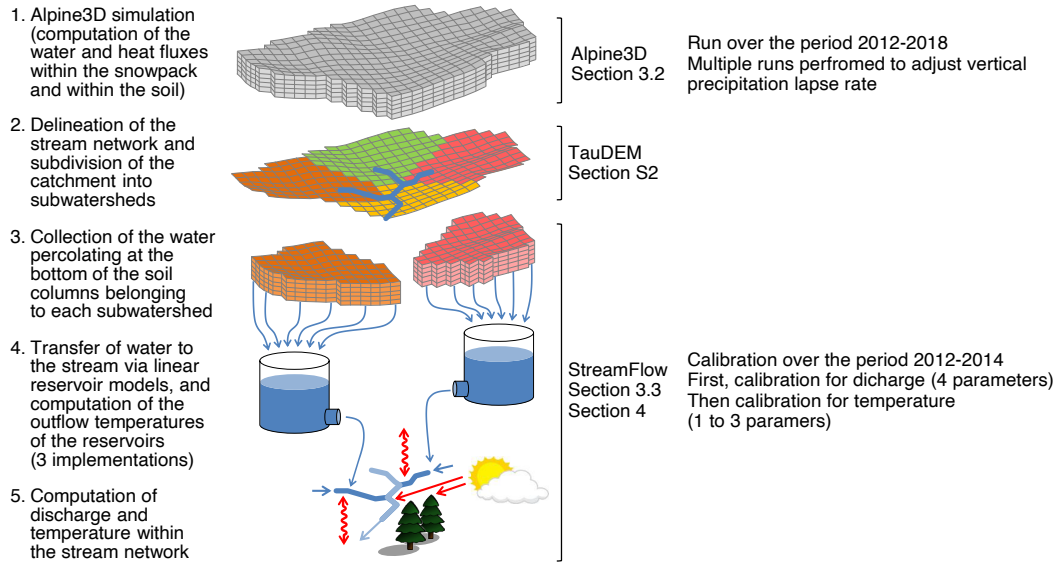 1. Alpine3D simulation
(computation of the
water and heat fluxes
within the snowpack
and within the soil)
Alpine3D
Section 3.2
Run over the period 2012-2018
Multiple runs perfromed to adjust vertical
precipitation lapse rate
2. Delineation of the
stream network and
subdivision of the
catchment into
subwatersheds
TauDEM
Section S2
3. Collection of the water
percolating at the
bottom of the soil
columns belonging
to each subwatershed
4. Transfer of water to
the stream via linear
reservoir models, and
computation of the
outflow temperatures
of the reservoirs
(3 implementations)
5. Computation of
discharge and
temperature within
the stream network
StreamFlow
Section 3.3
Section 4
Calibration over the period 2012-2014
First, calibration for dicharge (4 parameters)
Then calibration for temperature
(1 to 3 paramers)